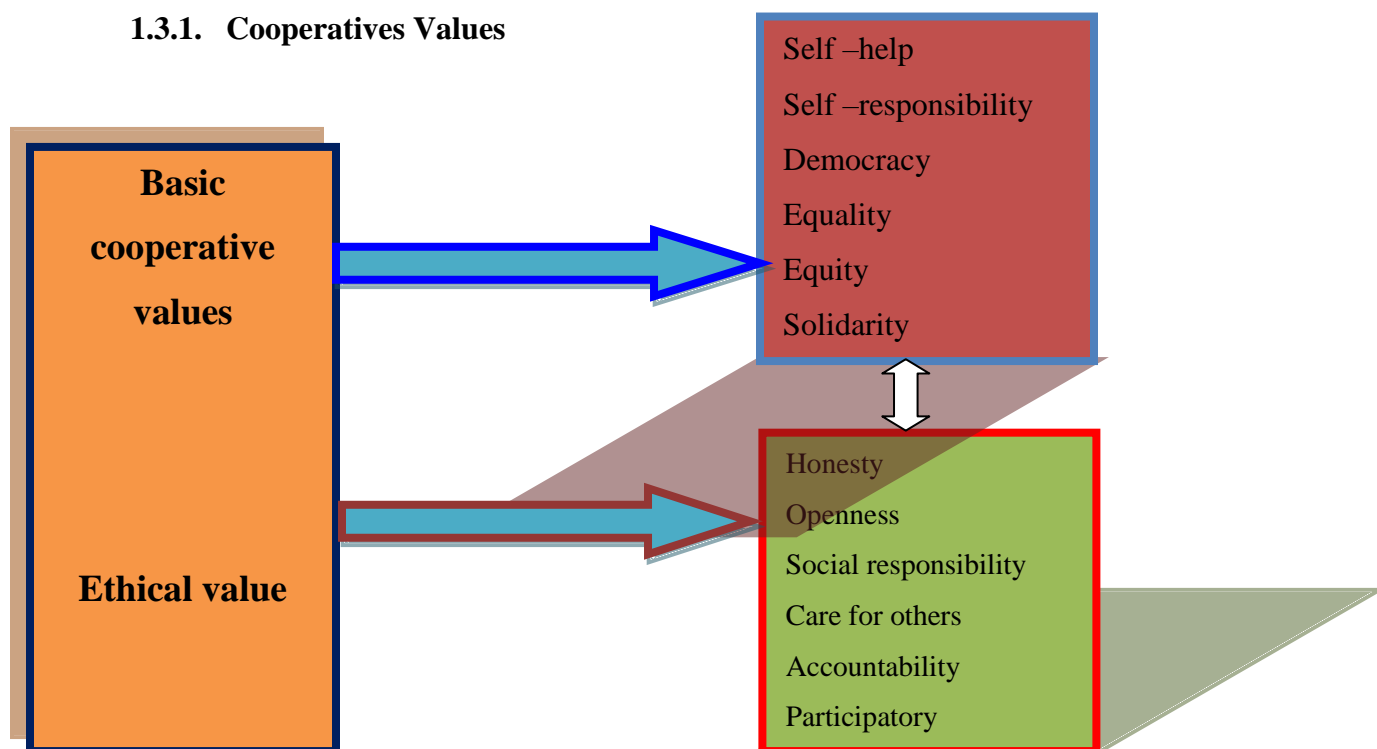 1.3.1. Cooperatives Values
Basic
cooperative
values
Ethical value
Self –help
Self –responsibility
Democracy
Equality
Equity
Solidarity
Honesty
Openness
Social responsibility
Care for others
Accountability
Participatory